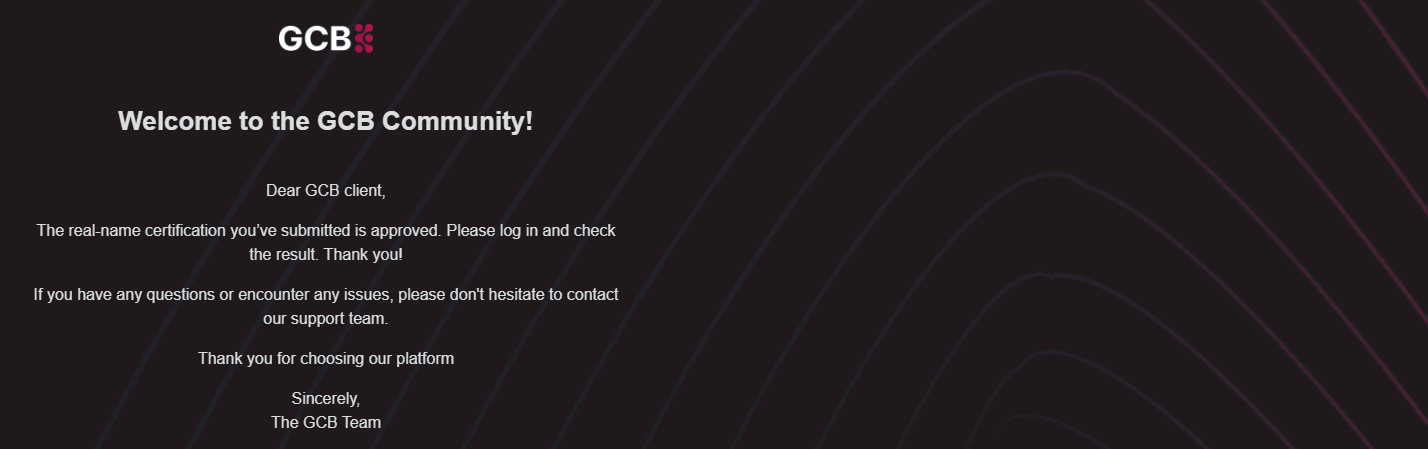 GCB
Welcome to the GCB Community!
Dear GCB client,
The real-name certification you’ve submitted is approved. Please log in and check
the result. Thank you!
If you have any questions or encounter any issues, please don't hesitate to contact
our support team.
Thank you for choosing our platform
Sincerely,
The GCB Team